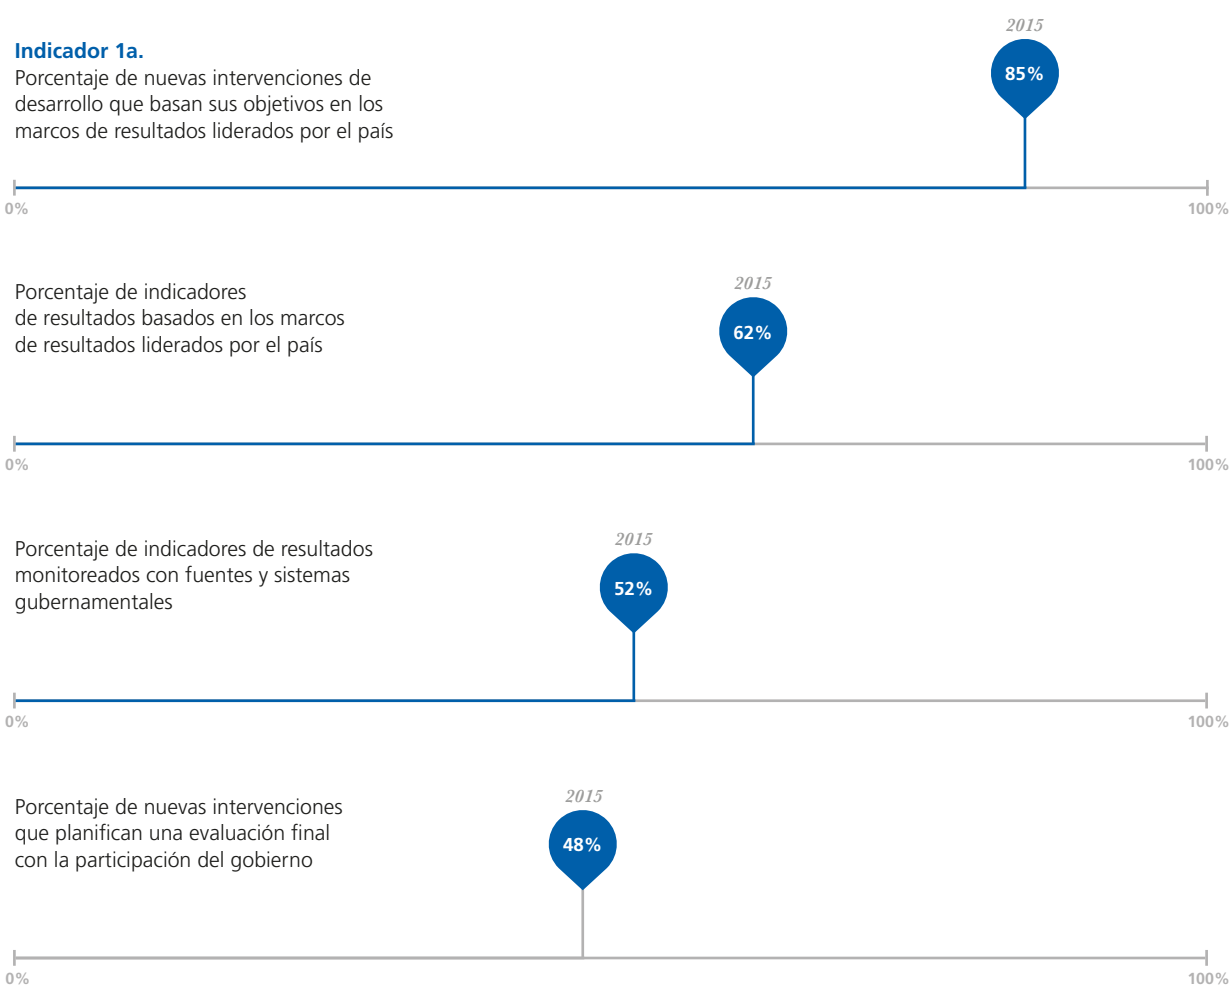 2015
Indicador 1a.
Porcentaje de nuevas intervenciones de
desarrollo que basan sus objetivos en los
marcos de resultados liderados por el país
85%
0%
100%
2015
Porcentaje de indicadores
de resultados basados en los marcos
de resultados liderados por el país
62%
0%
100%
2015
Porcentaje de indicadores de resultados
monitoreados con fuentes y sistemas
gubernamentales
52%
0%
100%
2015
Porcentaje de nuevas intervenciones
que planifican una evaluación final
con la participación del gobierno
48%
0%
100%